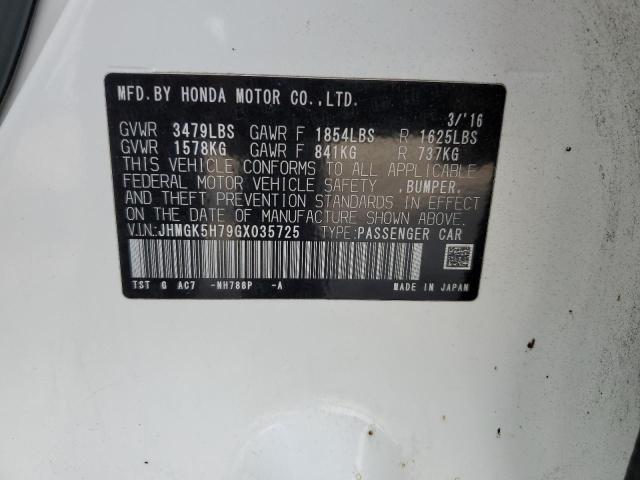 MFD.BY HONDA MOTOR CO.,LTD.
3/'16
GVWR 3479LBS GAWR F 1854LBS R 1625LBS
GVWR 1578KG GAWR F 841KG R 737KG
THIS VEHICLE CONFORMS TO ALL APPLICABLE
FEDERAL MOTOR VEHICLE SAFETY ,BUMPER,
AND THEFT PREVENTION STANDARDS IN EFFECT
ON THE DATE OF MANUFACTURE SHOWN ABOVE.
V.I.N.:JHMGK5H79GX035725 TYPE:PASSENGER CAR
TST G AC7 -NH788P -A MADE IN JAPAN